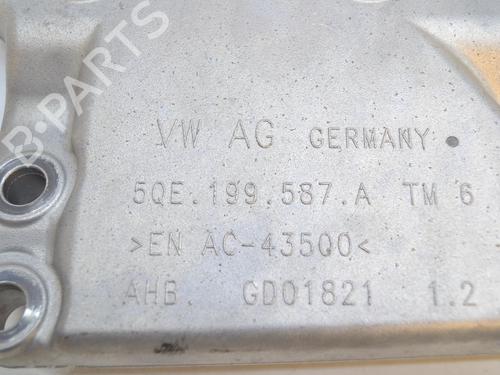 B-PARTS
VW AG GERMANY
5QE.199.587.A TM 6
>EN AC-43500<
AHB. GD01821 1.2